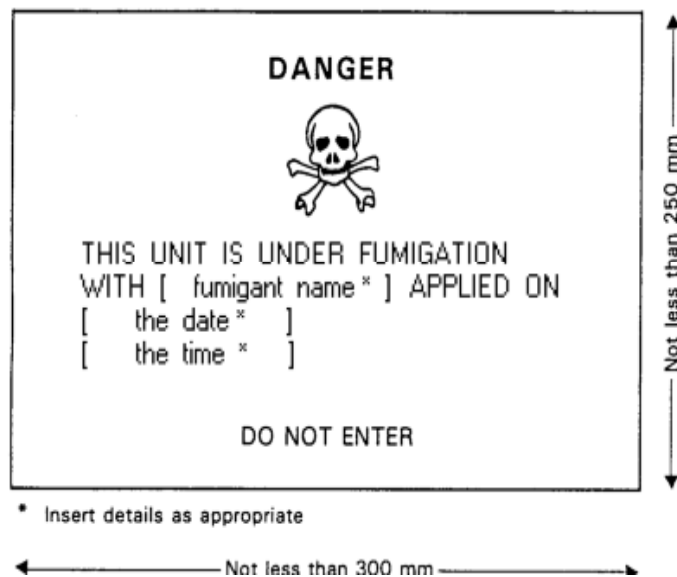 DANGER
THIS UNIT IS UNDER FUMIGATION
WITH [ fumigant name* ] APPLIED ON
[ the date* ]
[ the time * ]
DO NOT ENTER
Not less than 250 mm
* Insert details as appropriate
Not less than 300 mm